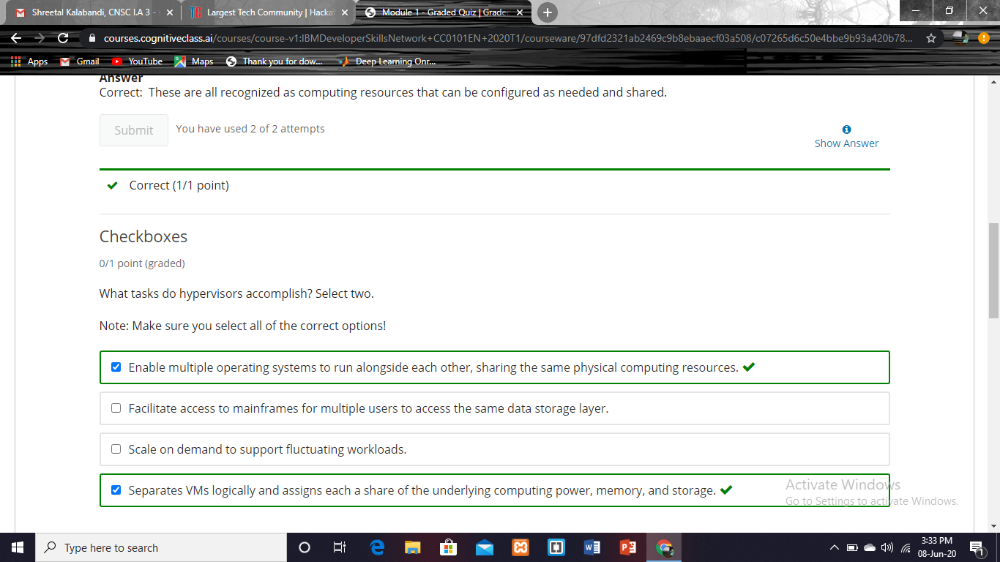 Shreetal Kalabandi, CNSC I.A 3 -
Largest Tech Community | Hacka
Module 1 - Graded Quiz | Grade
courses.cognitiveclass.ai/courses/course-v1:IBMDeveloperSkillsNetwork+CC0101EN+2020T1/courseware/97dfd2321ab2469c9b8ebaaecf03a508/c07265d6c50e4bbe9b93a420b78...
Apps Gmail YouTube Maps Thank you for dow... Deep Learning Onr...
Answer
Correct: These are all recognized as computing resources that can be configured as needed and shared.
Submit You have used 2 of 2 attempts
Show Answer
Correct (1/1 point)
Checkboxes
0/1 point (graded)
What tasks do hypervisors accomplish? Select two.
Note: Make sure you select all of the correct options!
Enable multiple operating systems to run alongside each other, sharing the same physical computing resources.
Facilitate access to mainframes for multiple users to access the same data storage layer.
Scale on demand to support fluctuating workloads.
Separates VMs logically and assigns each a share of the underlying computing power, memory, and storage.
Activate Windows
Go to Settings to activate Windows.
Type here to search
3:33 PM
08-Jun-20
1